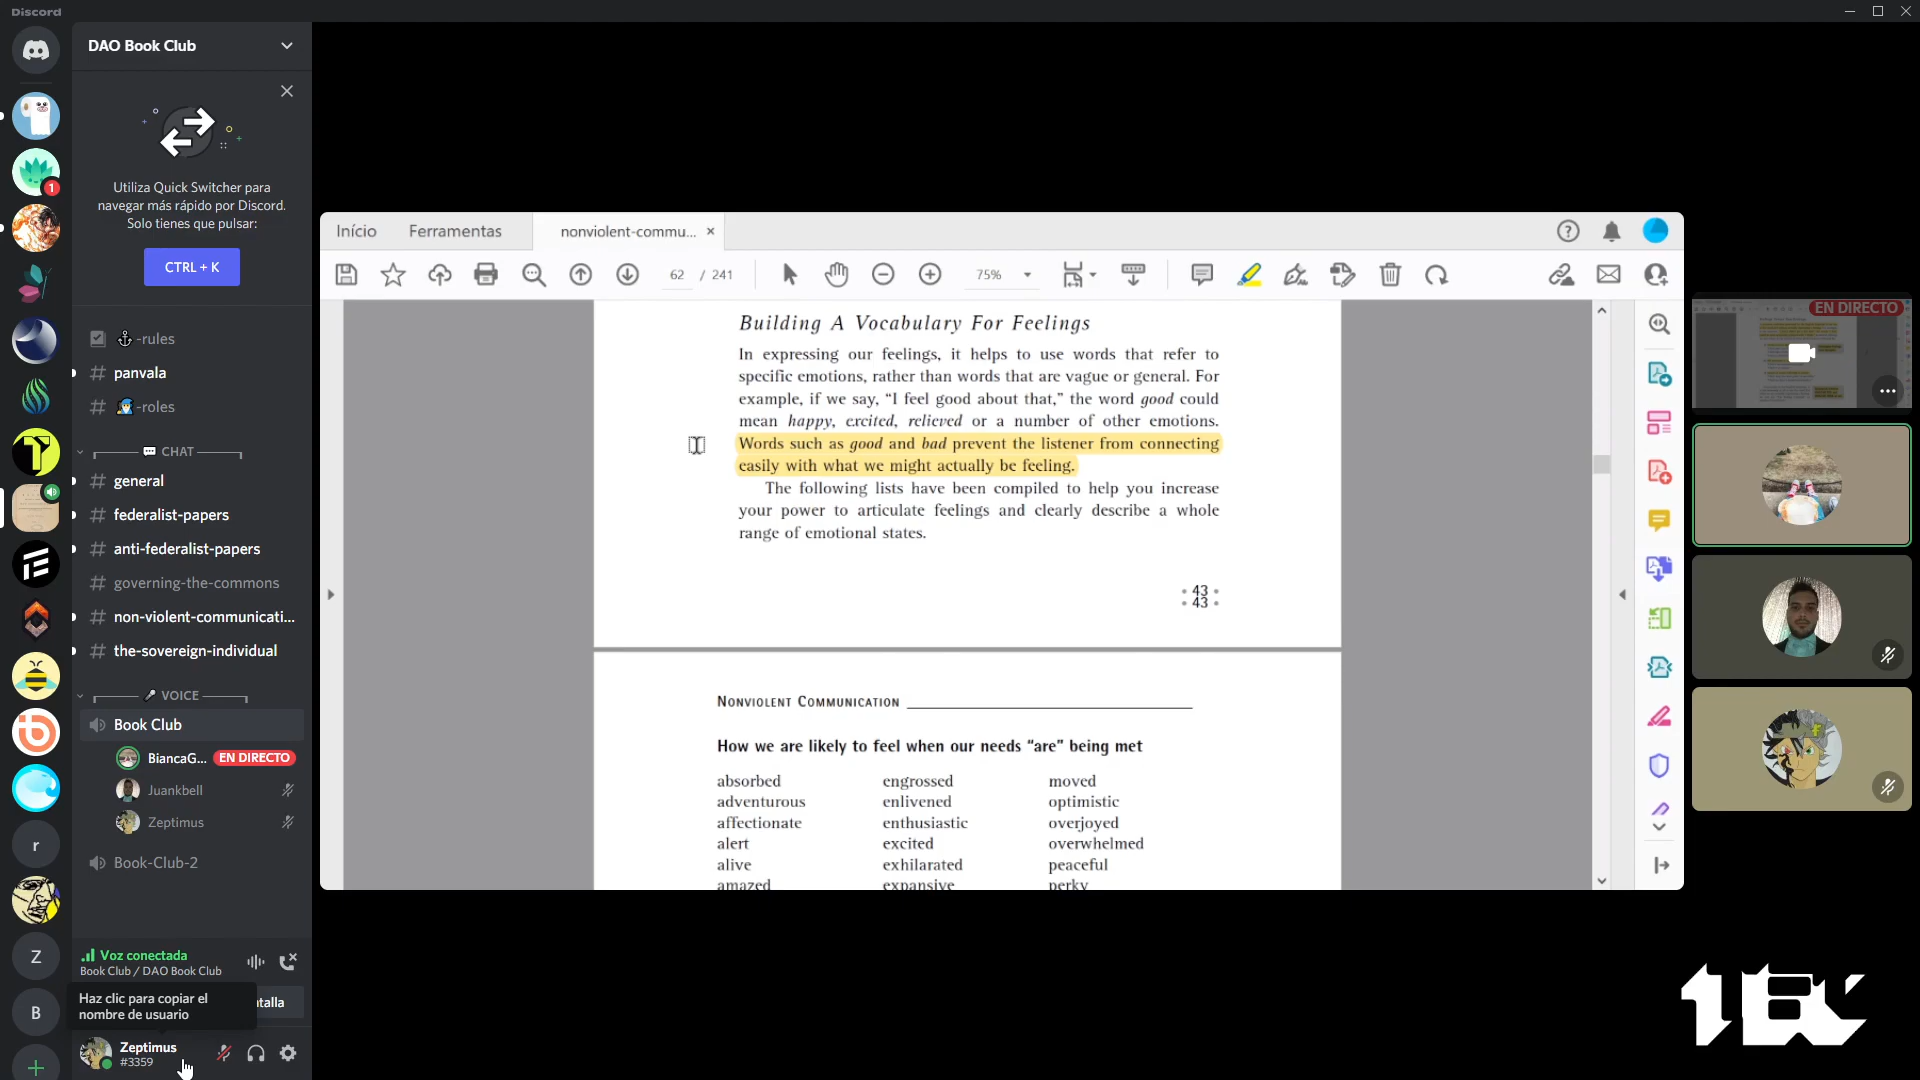 Discord
DAO Book Club
Utiliza Quick Switcher para
navegar más rápido por Discord.
Solo tienes que pulsar:
CTRL + K
-rules
# panvala
# -roles
CHAT
1
# general
# federalist-papers
# anti-federalist-papers
# governing-the-commons
# non-violent-communicati...
# the-sovereign-individual
VOICE
Book Club
BiancaG... EN DIRECTO
Juankbell
Zeptimus
r
Book-Club-2
Z
Voz conectada
Book Club / DAO Book Club
Haz clic para copiar el
nombre de usuario
ntalla
B
Zeptimus
#3359
Início Ferramentas nonviolent-commu... ×
62 / 241 75%
Building A Vocabulary For Feelings
In expressing our feelings, it helps to use words that refer to
specific emotions, rather than words that are vague or general. For
example, if we say, “I feel good about that,” the word good could
mean happy, excited, relieved or a number of other emotions.
Words such as good and bad prevent the listener from connecting
easily with what we might actually be feeling.
The following lists have been compiled to help you increase
your power to articulate feelings and clearly describe a whole
range of emotional states.
43
43
NONVIOLENT COMMUNICATION
How we are likely to feel when our needs "are" being met
absorbed engrossed moved
adventurous enlivened optimistic
affectionate enthusiastic overjoyed
alert excited overwhelmed
alive exhilarated peaceful
amazed expansive perky
EN DIRECTO